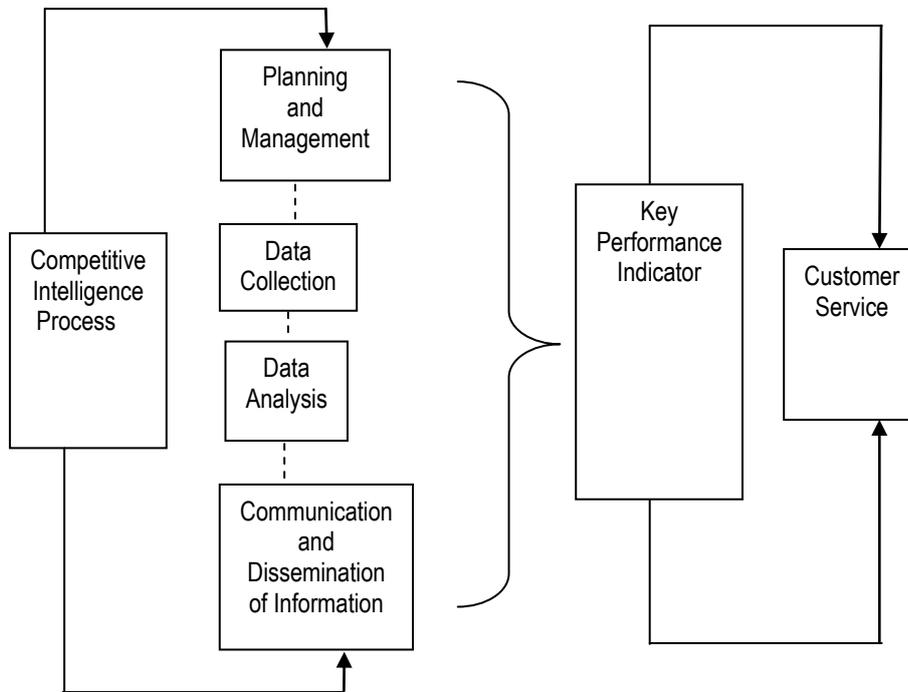 Planning
and
Management
Data
Collection
Data
Analysis
Communication
and
Dissemination
of Information
Competitive
Intelligence
Process
Key
Performance
Indicator
Customer
Service